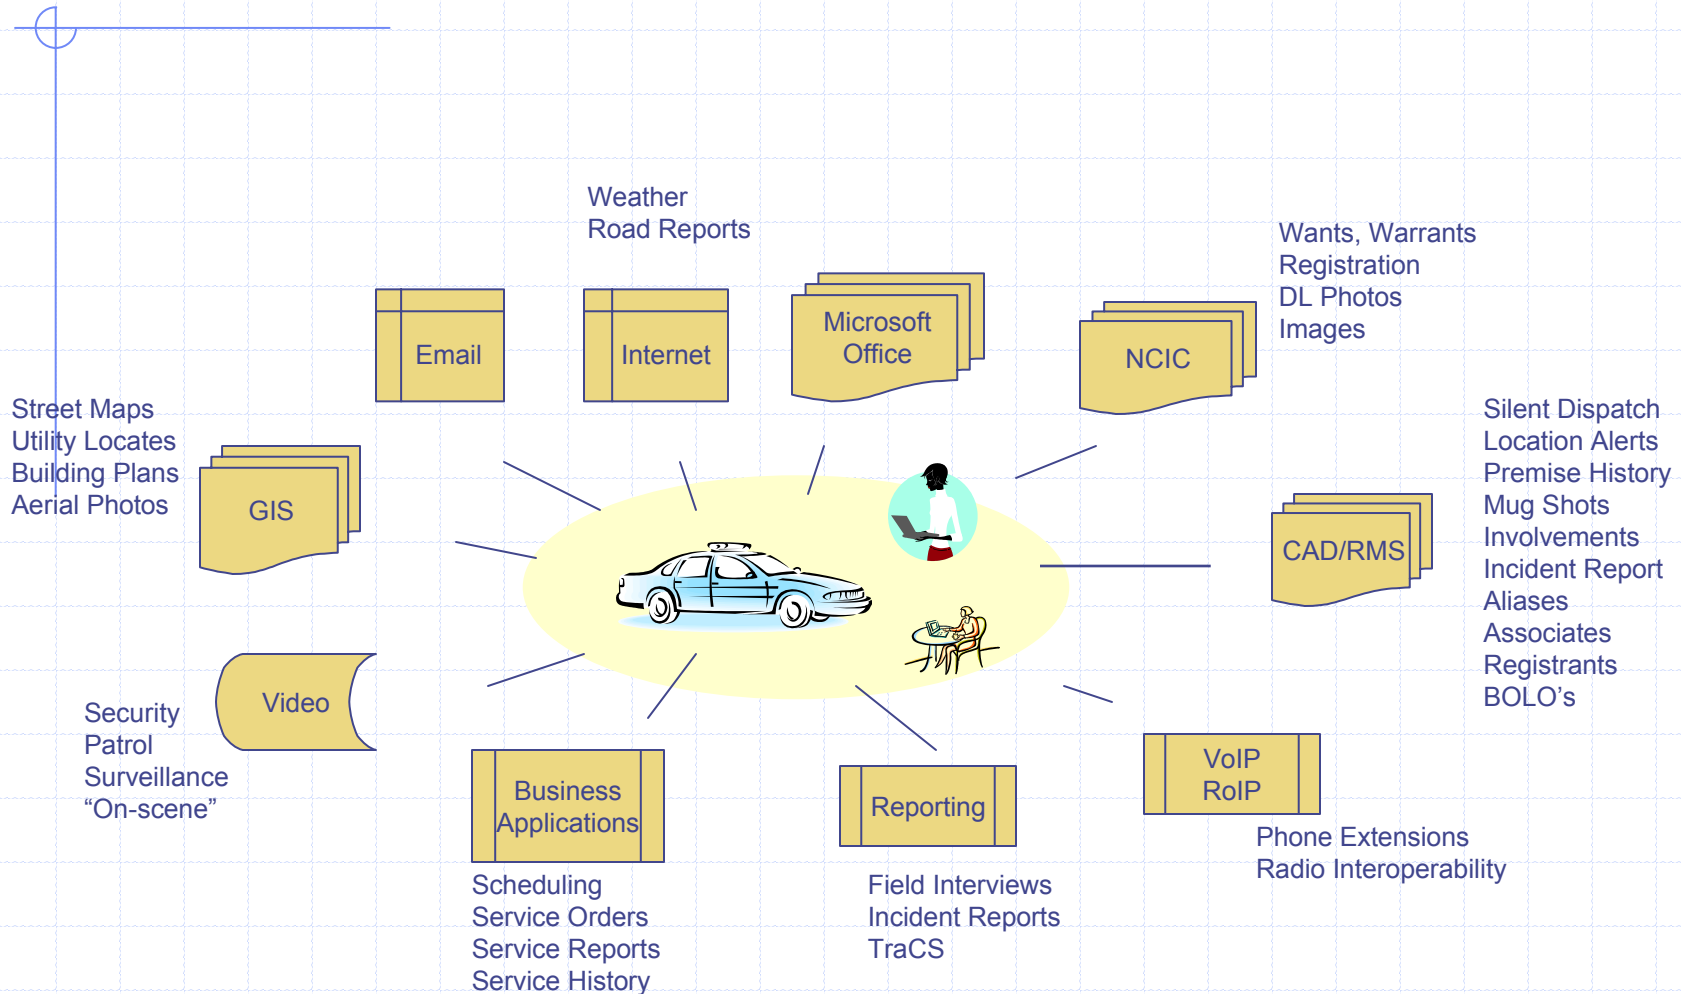 Weather
Road Reports
Wants, Warrants
Registration
DL Photos
Images
Email
Internet
Microsoft
Office
NCIC
Street Maps
Utility Locates
Building Plans
Aerial Photos
GIS
CAD/RMS
Silent Dispatch
Location Alerts
Premise History
Mug Shots
Involvements
Incident Report
Aliases
Associates
Registrants
BOLO’s
Video
Security
Patrol
Surveillance
“On-scene”
Business
Applications
Scheduling
Service Orders
Service Reports
Service History
Reporting
Field Interviews
Incident Reports
TraCS
VoIP
RoIP
Phone Extensions
Radio Interoperability